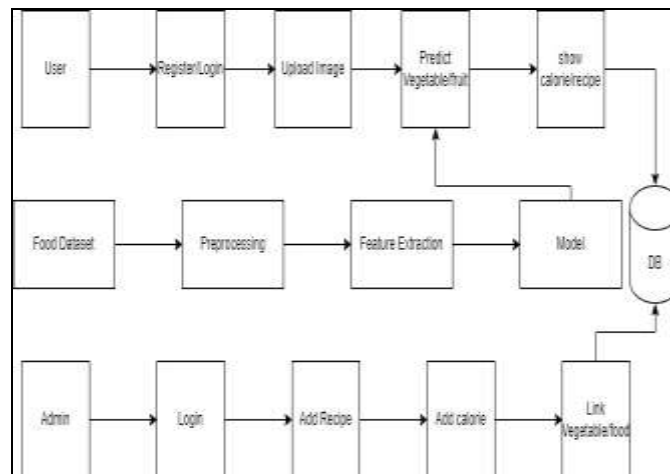 User
Register/Login
Upload Image
Predict
Vegetable/fruit
show
calorie/recipe
Food Dataset
Preprocessing
Feature Extraction
Model
DB
Admin
Login
Add Recipe
Add calorie
Link
Vegetable/food